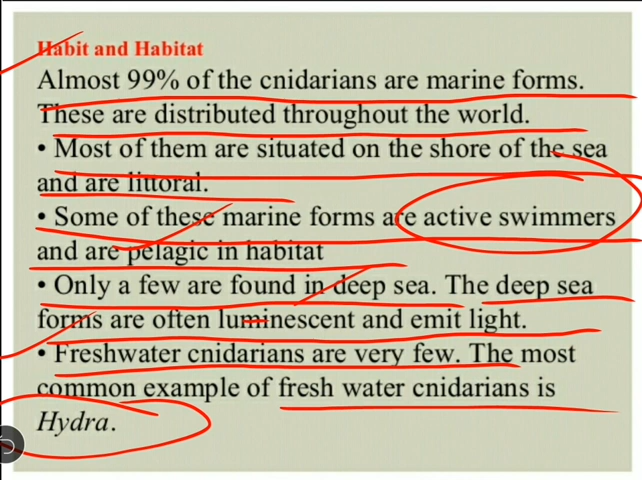 Habit and Habitat
Almost 99% of the cnidarians are marine forms.
These are distributed throughout the world.
• Most of them are situated on the shore of the sea
and are littoral.
• Some of these marine forms are active swimmers
and are pelagic in habitat
• Only a few are found in deep sea. The deep sea
forms are often luminescent and emit light.
• Freshwater cnidarians are very few. The most
common example of fresh water cnidarians is
Hydra.